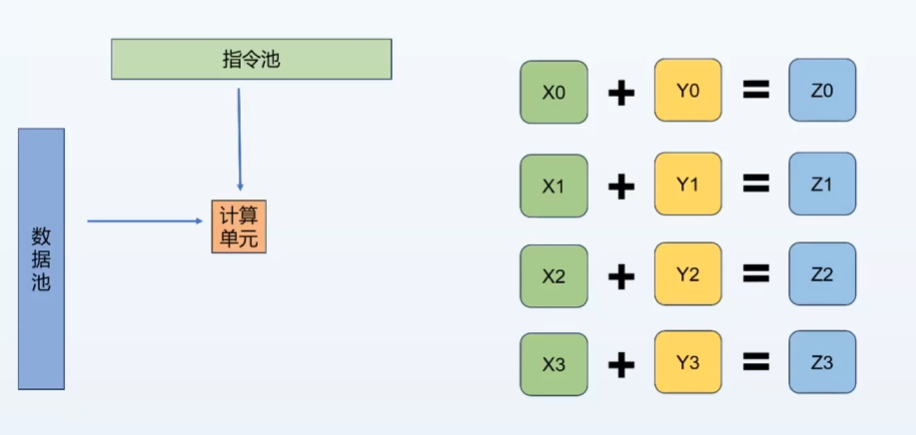 指令池
数据池
计算
单元
X0 + Y0 = Z0
X1 + Y1 = Z1
X2 + Y2 = Z2
X3 + Y3 = Z3